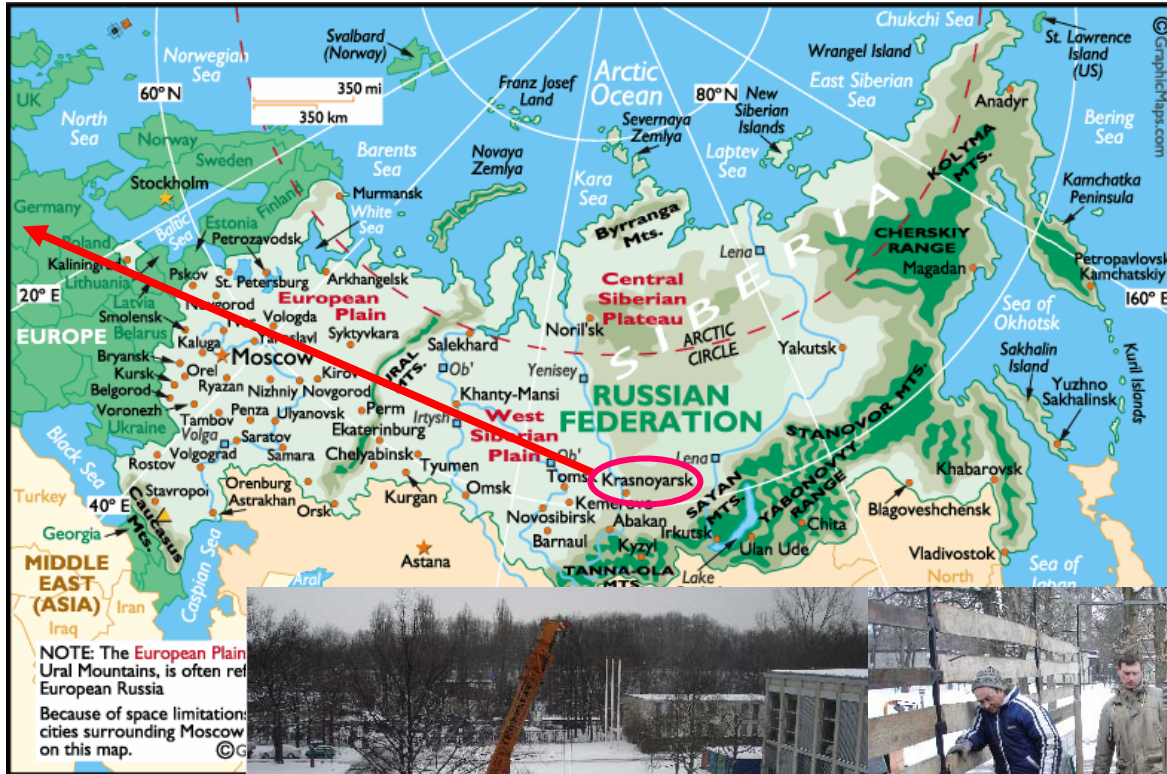 Chukchi Sea
St. Lawrence
Island
(US)
©GraphicMaps.com
Svalbard
(Norway)
Norwegian
Sea
Wrangel Island
Arctic
Ocean
East Siberian
Sea
60° N
350 mi
350 km
Franz Josef
Land
80° N
New
Siberian
Islands
Anadyr
UK
North
Sea
Severnaya
Zemlya
Bering
Sea
Norway
Sweden
Barents
Sea
Novaya
Zemlya
Laptev
Sea
KOLYMA
MTS.
Stockholm
Finland
Murmansk
Kara
Sea
Kamchatka
Peninsula
Germany
Baltic
Sea
Estonia
White
Sea
Byrranga
Mts.
SIBERIA
CHERSKIY
RANGE
Poland
Petrozavodsk
Lena
Kaliningrad
Lithuania
Pskov
St. Petersburg
Arkhangelsk
Magadan
Petropavlovsk
Kamchatskiy
20° E
Latvia
Novgorod
European
Plain
Central
Siberian
Plateau
160° E
Smolensk
Vologda
Sea of
Okhotsk
EUROPE
Belarus
Yaroslavl
Syktyvkara
Salekhard
Noril'sk
ARCTIC
CIRCLE
Kaluga
Moscow
Yakutsk
Bryansk
Orel
Kirov
URAL
MTS.
Ob'
Yenisey
Sakhalin
Island
Kuril Islands
Kursk
Ryazan
Nizhniy Novgorod
Khanty-Mansi
RUSSIAN
FEDERATION
STANOVOR MTS.
Yuzhno
Sakhalinsk
Belgorod
Voronezh
Penza
Ulyanovsk
Perm
Irtysh
West
Siberian
Plain
Ukraine
Tambov
Ekaterinburg
Volga
Saratov
Ob'
Lena
Black Sea
Volgograd
Samara
Chelyabinsk
Tyumen
Tomsk
Krasnoyarsk
SAYAN
MTS.
YABONOVYY
RANGE
Khabarovsk
Rostov
Orenburg
Kurgan
Omsk
Kemerovo
Turkey
Stavropol
Astrakhan
Orsk
Novosibirsk
Abakan
Irkutsk
Chita
Blagoveshchensk
40° E
Caucasus
Mts.
Barnaul
Kyzyl
Ulan Ude
Georgia
Astana
Vladivostok
MIDDLE
EAST
(ASIA)
Caspian Sea
Aral
TANNA-OLA
MTS.
Lake
North
Sea
of Japan
Iran
Iraq
NOTE: The European Plain
Ural Mountains, is often ref
European Russia
Because of space limitations
cities surrounding Moscow
on this map.
©G